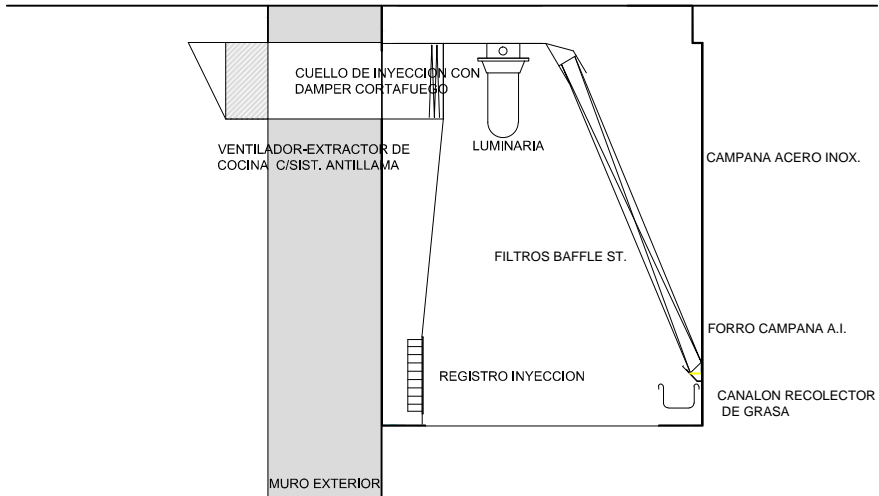 CUELLO DE INYECCION CON
DAMPER CORTAFUEGO
VENTILADOR-EXTRACTOR DE
COCINA C/SIST. ANTILLAMA
LUMINARIA
CAMPANA ACERO INOX.
FILTROS BAFFLE ST.
FORRO CAMPANA A.I.
REGISTRO INYECCION
CANALON RECOLECTOR
DE GRASA
MURO EXTERIOR